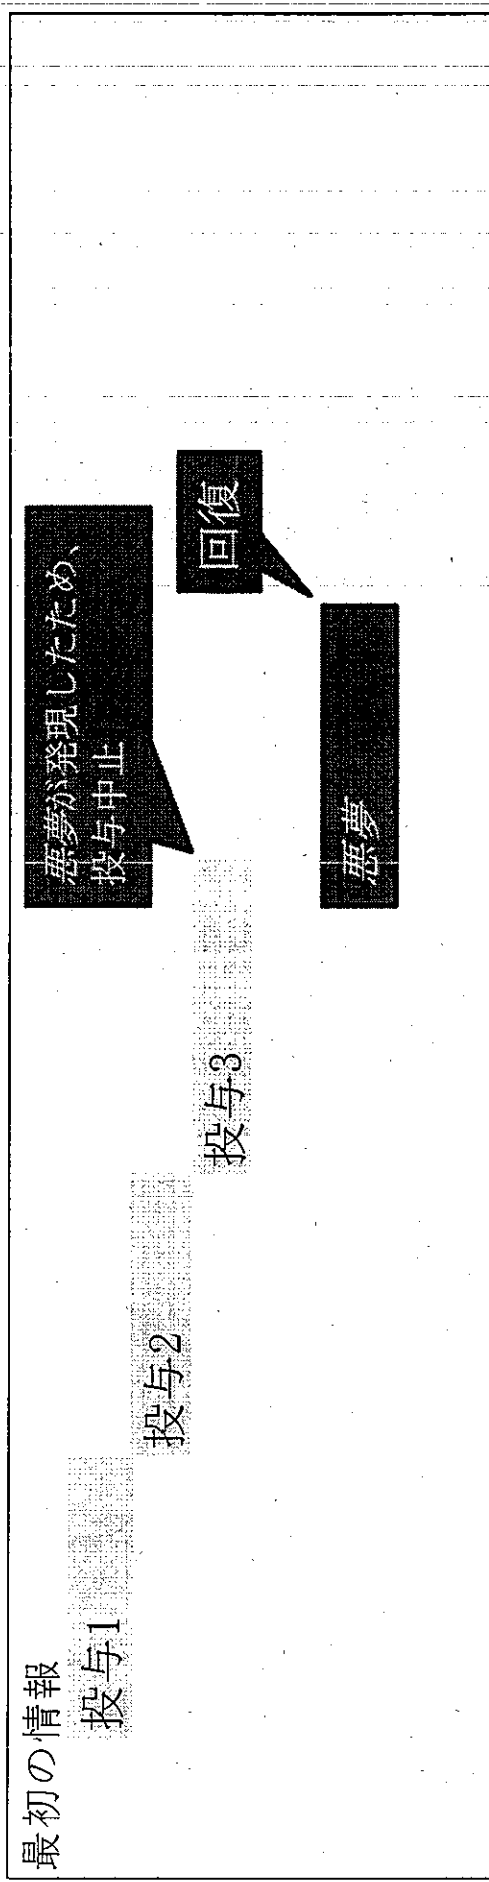 最初の情報
投与1
投与2
投与3
悪夢が発現したため、
投与中止
回復
悪夢